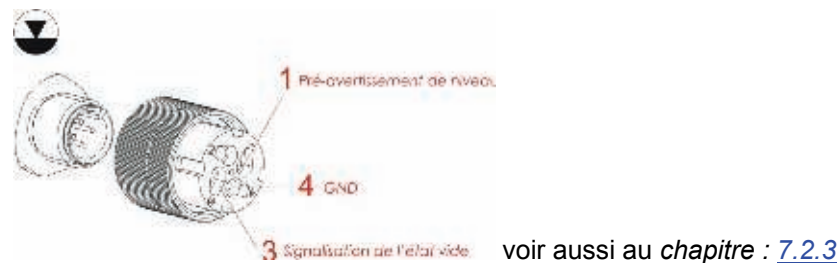 1 Pré-avertissement de niveau
4 GND
3 Signalisation de l'état vide
voir aussi au chapitre : 7.2.3